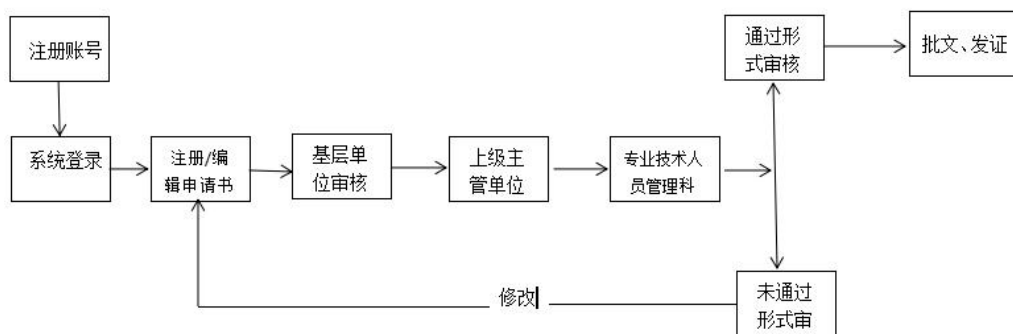 注册账号
系统登录
注册/编
辑申请书
基层单
位审核
上级主
管单位
专业技术人
员管理科
通过形
式审核
批文、发证
未通过
形式审
修改